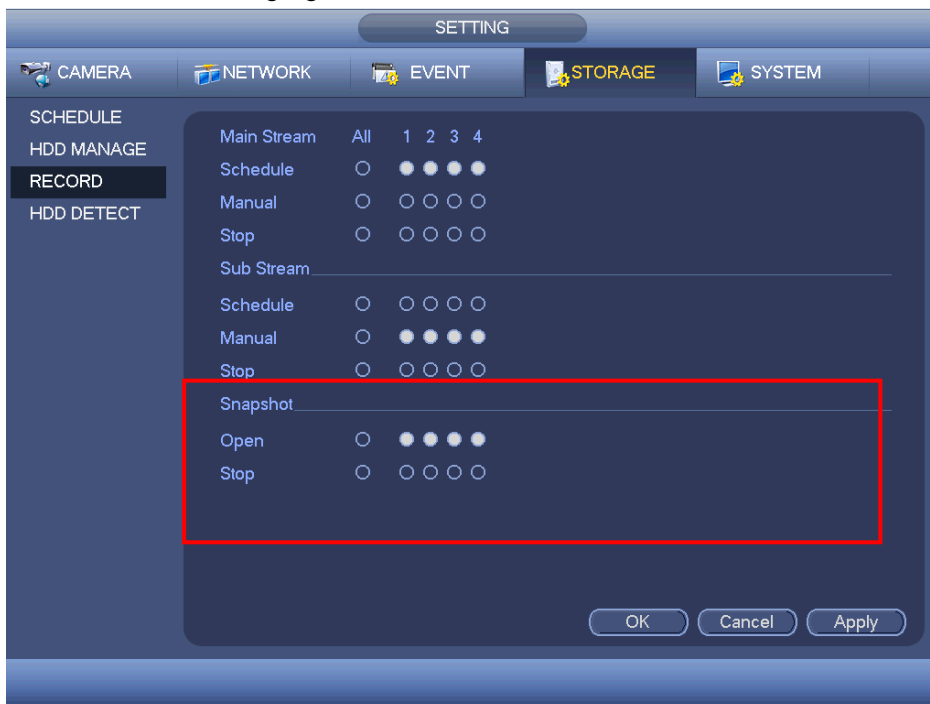 SETTING
CAMERA NETWORK EVENT STORAGE SYSTEM
SCHEDULE
HDD MANAGE
RECORD
HDD DETECT
Main Stream All 1 2 3 4
Schedule
Manual
Stop
Sub Stream
Schedule
Manual
Stop
Snapshot
Open
Stop
OK Cancel Apply